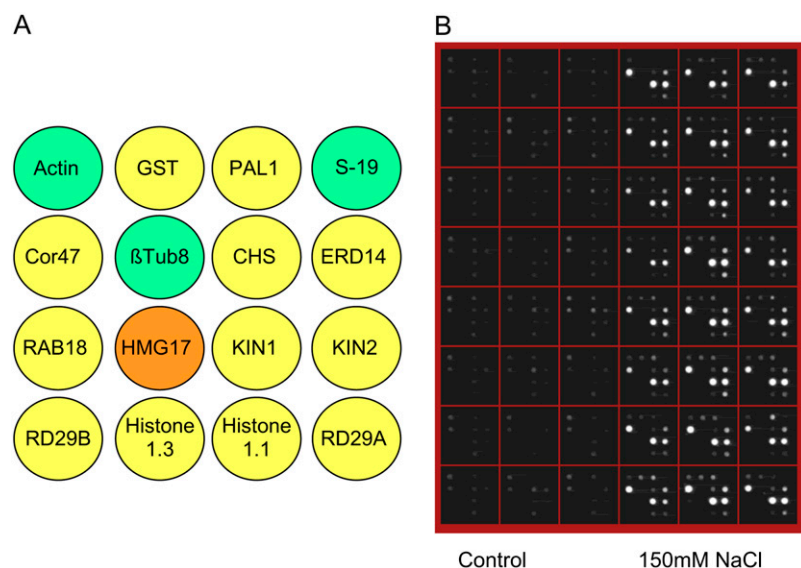 A
B
Actin
GST
PAL1
S-19
Cor47
ßTub8
CHS
ERD14
RAB18
HMG17
KIN1
KIN2
RD29B
Histone
1.3
Histone
1.1
RD29A
Control
150mM NaCl